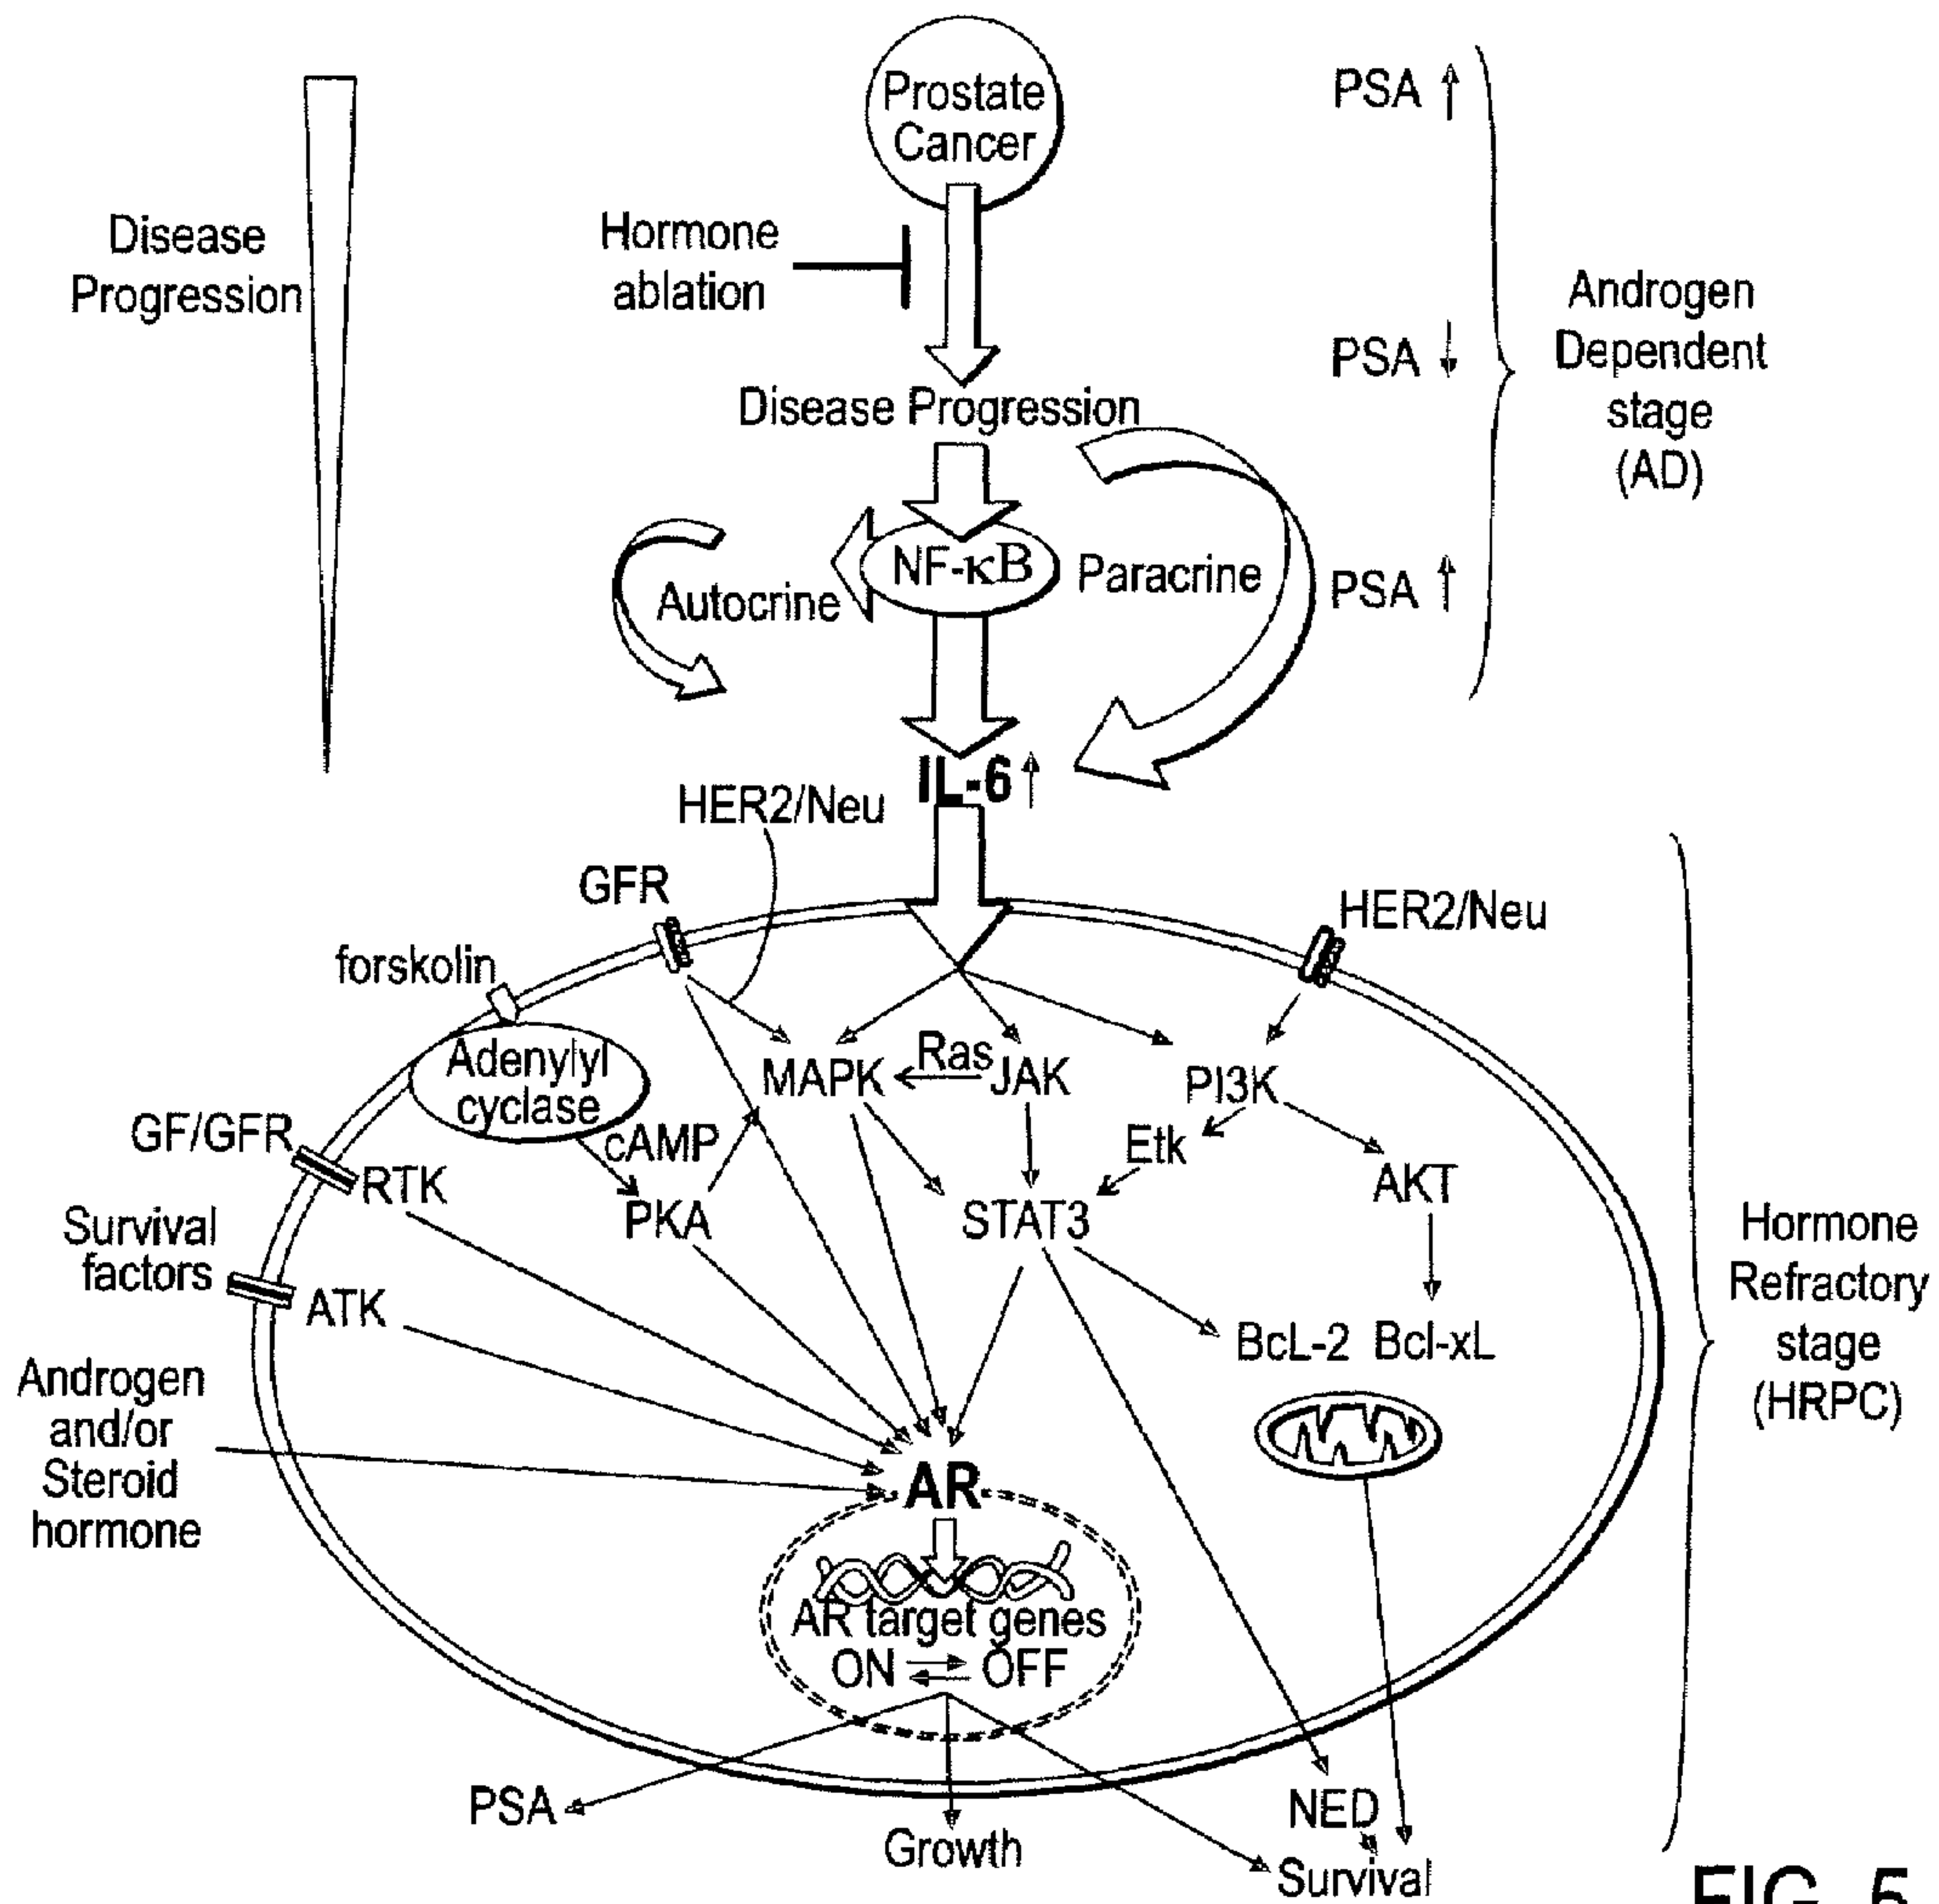 Prostate
Cancer
PSA ↑
Disease
Progression
Hormone
ablation
PSA ↓
Androgen
Dependent
stage
(AD)
Disease Progression
NF-κB
Autocrine
Paracrine
PSA ↑
IL-6 ↑
HER2/Neu
GFR
HER2/Neu
forskolin
Adenylyl
cyclase
MAPK
Ras
JAK
PI3K
GF/GFR
cAMP
Etk
RTK
PKA
STAT3
AKT
Survival
factors
ATK
BcL-2 Bcl-xL
Hormone
Refractory
stage
(HRPC)
Androgen
and/or
Steroid
hormone
AR
AR target genes
ON ⇄ OFF
PSA
Growth
NED
Survival
FIG. 5